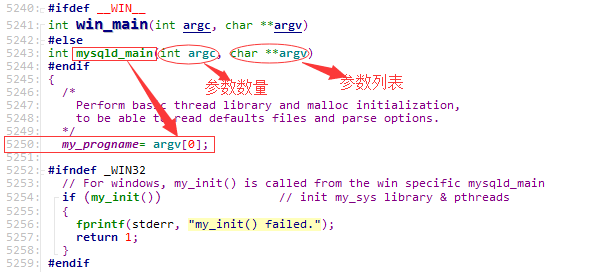 5240: #ifdef __WIN__
5241: int win_main(int argc, char **argv)
5242: #else
5243: int mysqld_main(int argc, char **argv)
5244: #endif
参数数量
参数列表
5245: {
5246: /*
5247: Perform basic thread library and malloc initialization,
5248: to be able to read defaults files and parse options.
5249: */
5250: my_progname= argv[0];
5251:
5252: #ifndef _WIN32
5253: // For windows, my_init() is called from the win specific mysqld_main
5254: if (my_init()) // init my_sys library & pthreads
5255: {
5256: fprintf(stderr, "my_init() failed.");
5257: return 1;
5258: }
5259: #endif